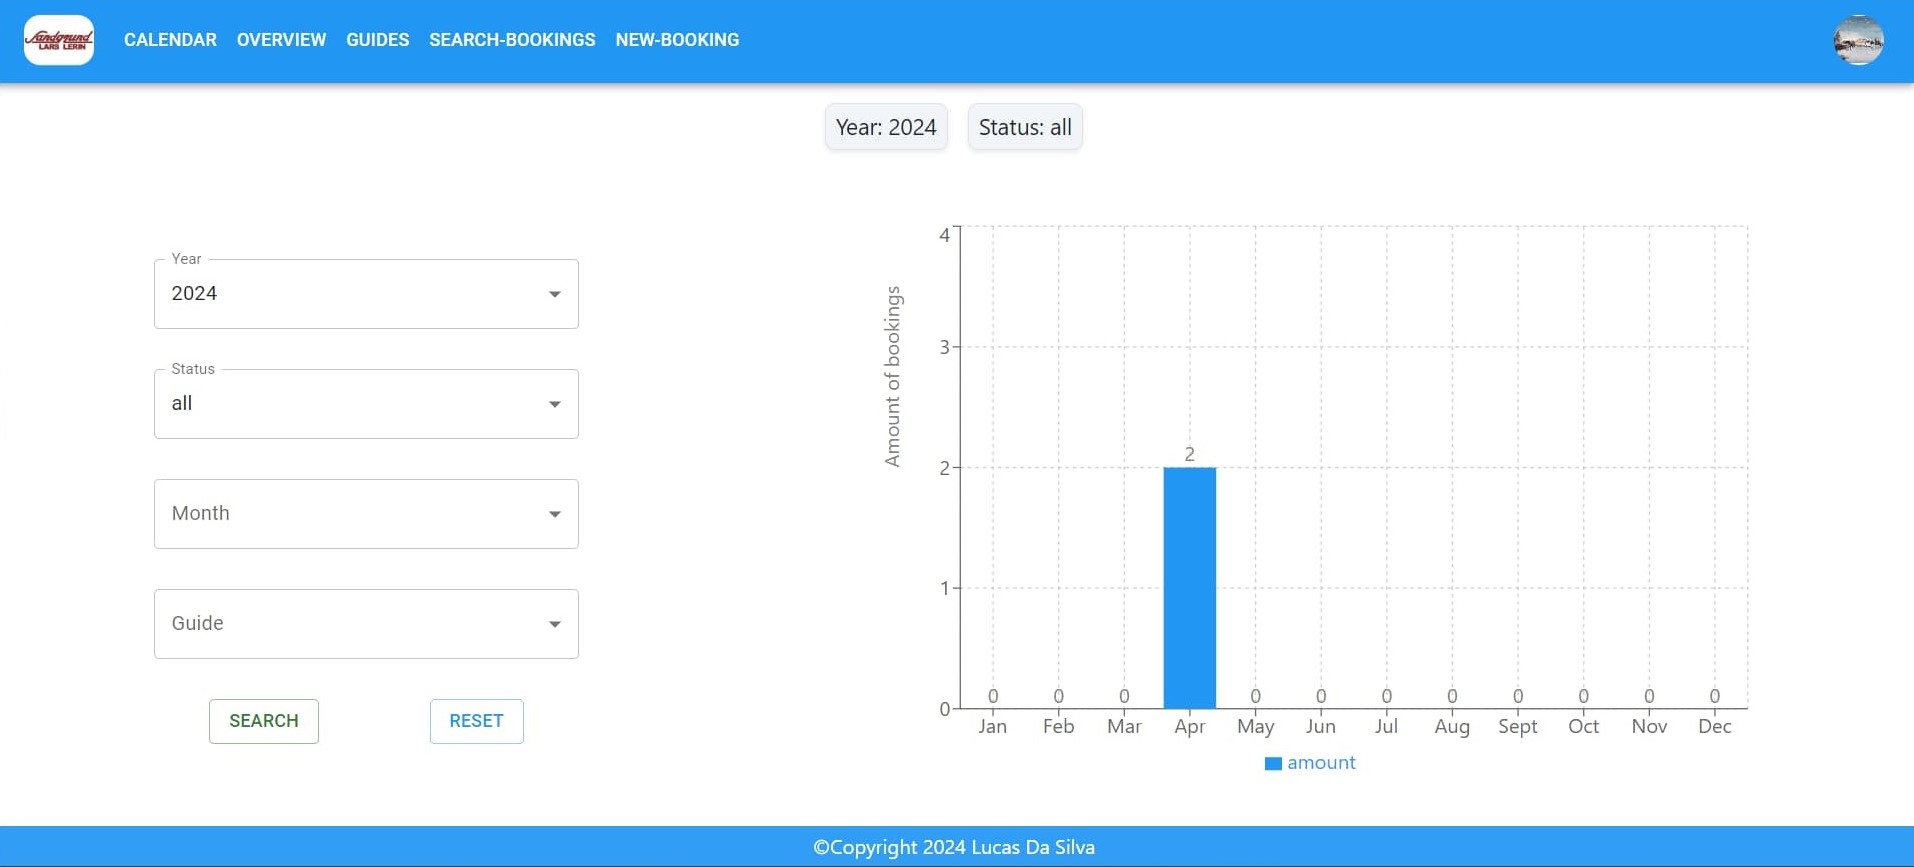 Sandgrund
LARS LERIN
CALENDAR OVERVIEW GUIDES SEARCH-BOOKINGS NEW-BOOKING
Year: 2024 Status: all
Year
2024
Status
all
Month
Guide
SEARCH RESET
Amount of bookings
4
3
2
1
0
2
0 0 0 0 0 0 0 0 0 0 0
Jan Feb Mar Apr May Jun Jul Aug Sept Oct Nov Dec
amount
©Copyright 2024 Lucas Da Silva